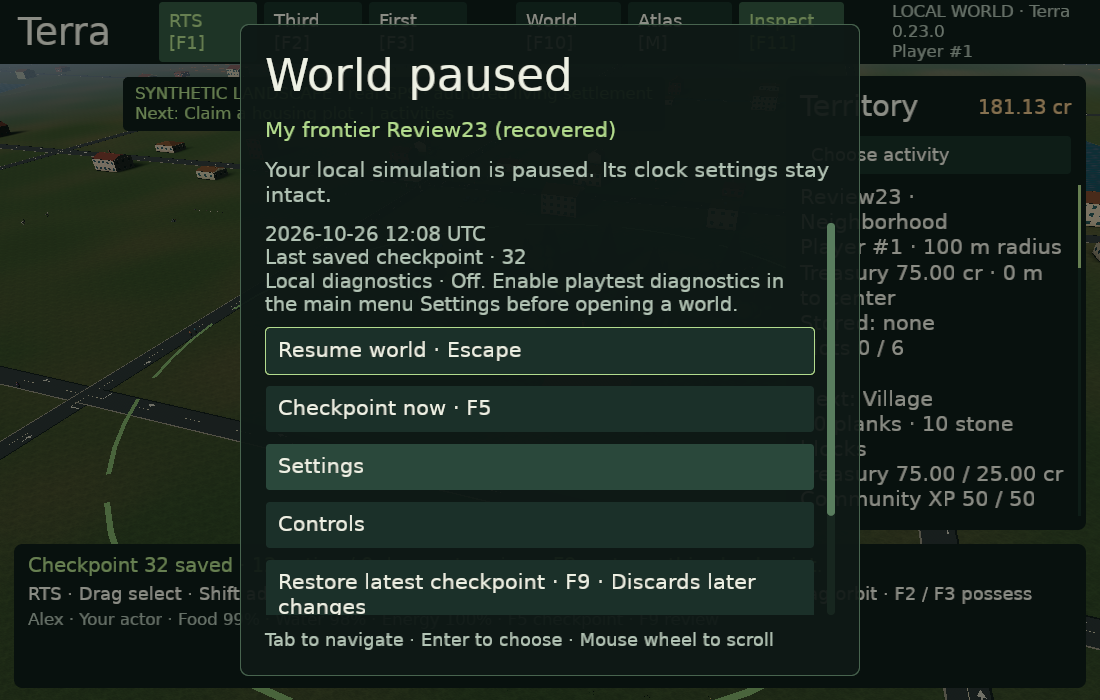 Terra
RTS
[F1]
Third
[F2]
First
[F3]
World
[F10]
Atlas
[M]
Inspect
[F11]
LOCAL WORLD · Terra
0.23.0
Player #1
SYNTHETIC L
Next: Claim a
World paused
My frontier Review23 (recovered)
Your local simulation is paused. Its clock settings stay
intact.
2026-10-26 12:08 UTC
Last saved checkpoint · 32
Local diagnostics · Off. Enable playtest diagnostics in
the main menu Settings before opening a world.
Resume world · Escape
Checkpoint now · F5
Settings
Controls
Restore latest checkpoint · F9 · Discards later
changes
Tab to navigate · Enter to choose · Mouse wheel to scroll
Territory
181.13 cr
Choose activity
Review23 ·
Neighborhood
Player #1 · 100 m radius
Treasury 75.00 cr · 0 m
to center
Stored: none
0 / 6
Village
planks · 10 stone
blocks
Treasury 75.00 / 25.00 cr
Community XP 50 / 50
Checkpoint 32 saved
RTS · Drag select · Shift
orbit · F2 / F3 possess
Alex · Your actor · Food 99